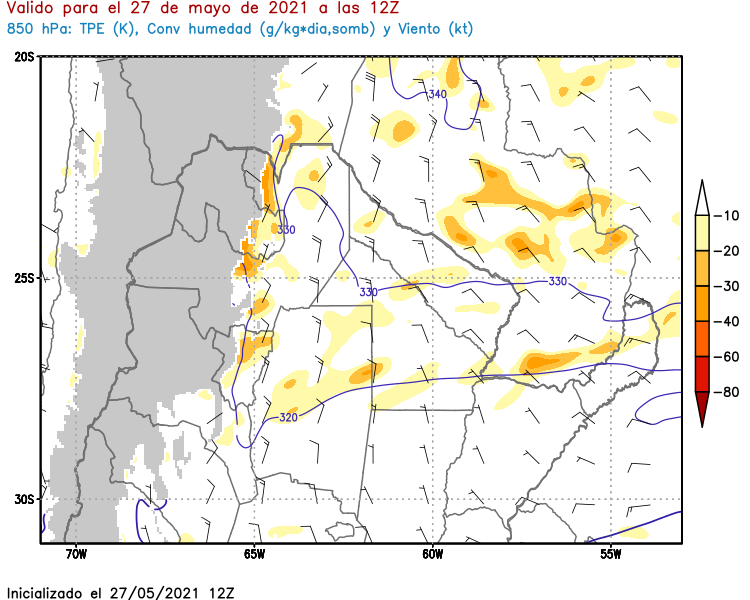 Valido para el 27 de mayo de 2021 a las 12Z
850 hPa: TPE (K), Conv humedad (g/kg*dia,somb) y Viento (kt)
20S
340
-10
-20
330
25S
330
330
-30
-40
-60
-80
320
30S
70W
65W
60W
55W
Inicializado el 27/05/2021 12Z